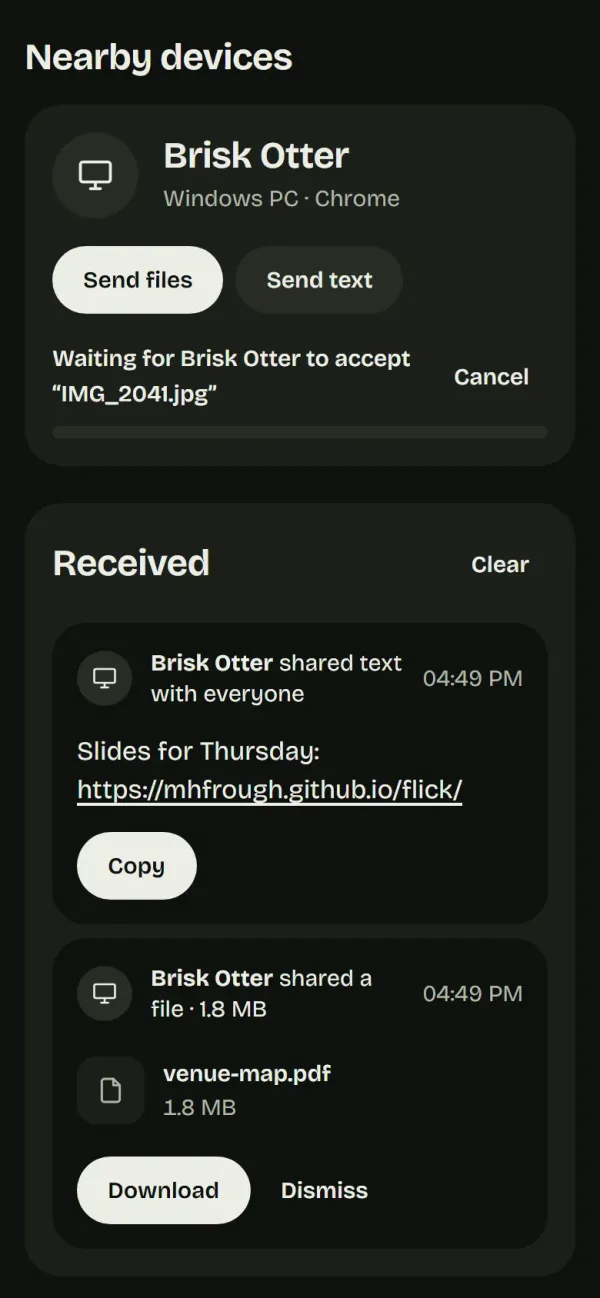 Nearby devices
Brisk Otter
Windows PC · Chrome
Send files
Send text
Waiting for Brisk Otter to accept
“IMG_2041.jpg”
Cancel
Received
Clear
Brisk Otter shared text
with everyone
04:49 PM
Slides for Thursday:
https://mhfrough.github.io/flick/
Copy
Brisk Otter shared a
file · 1.8 MB
04:49 PM
venue-map.pdf
1.8 MB
Download
Dismiss